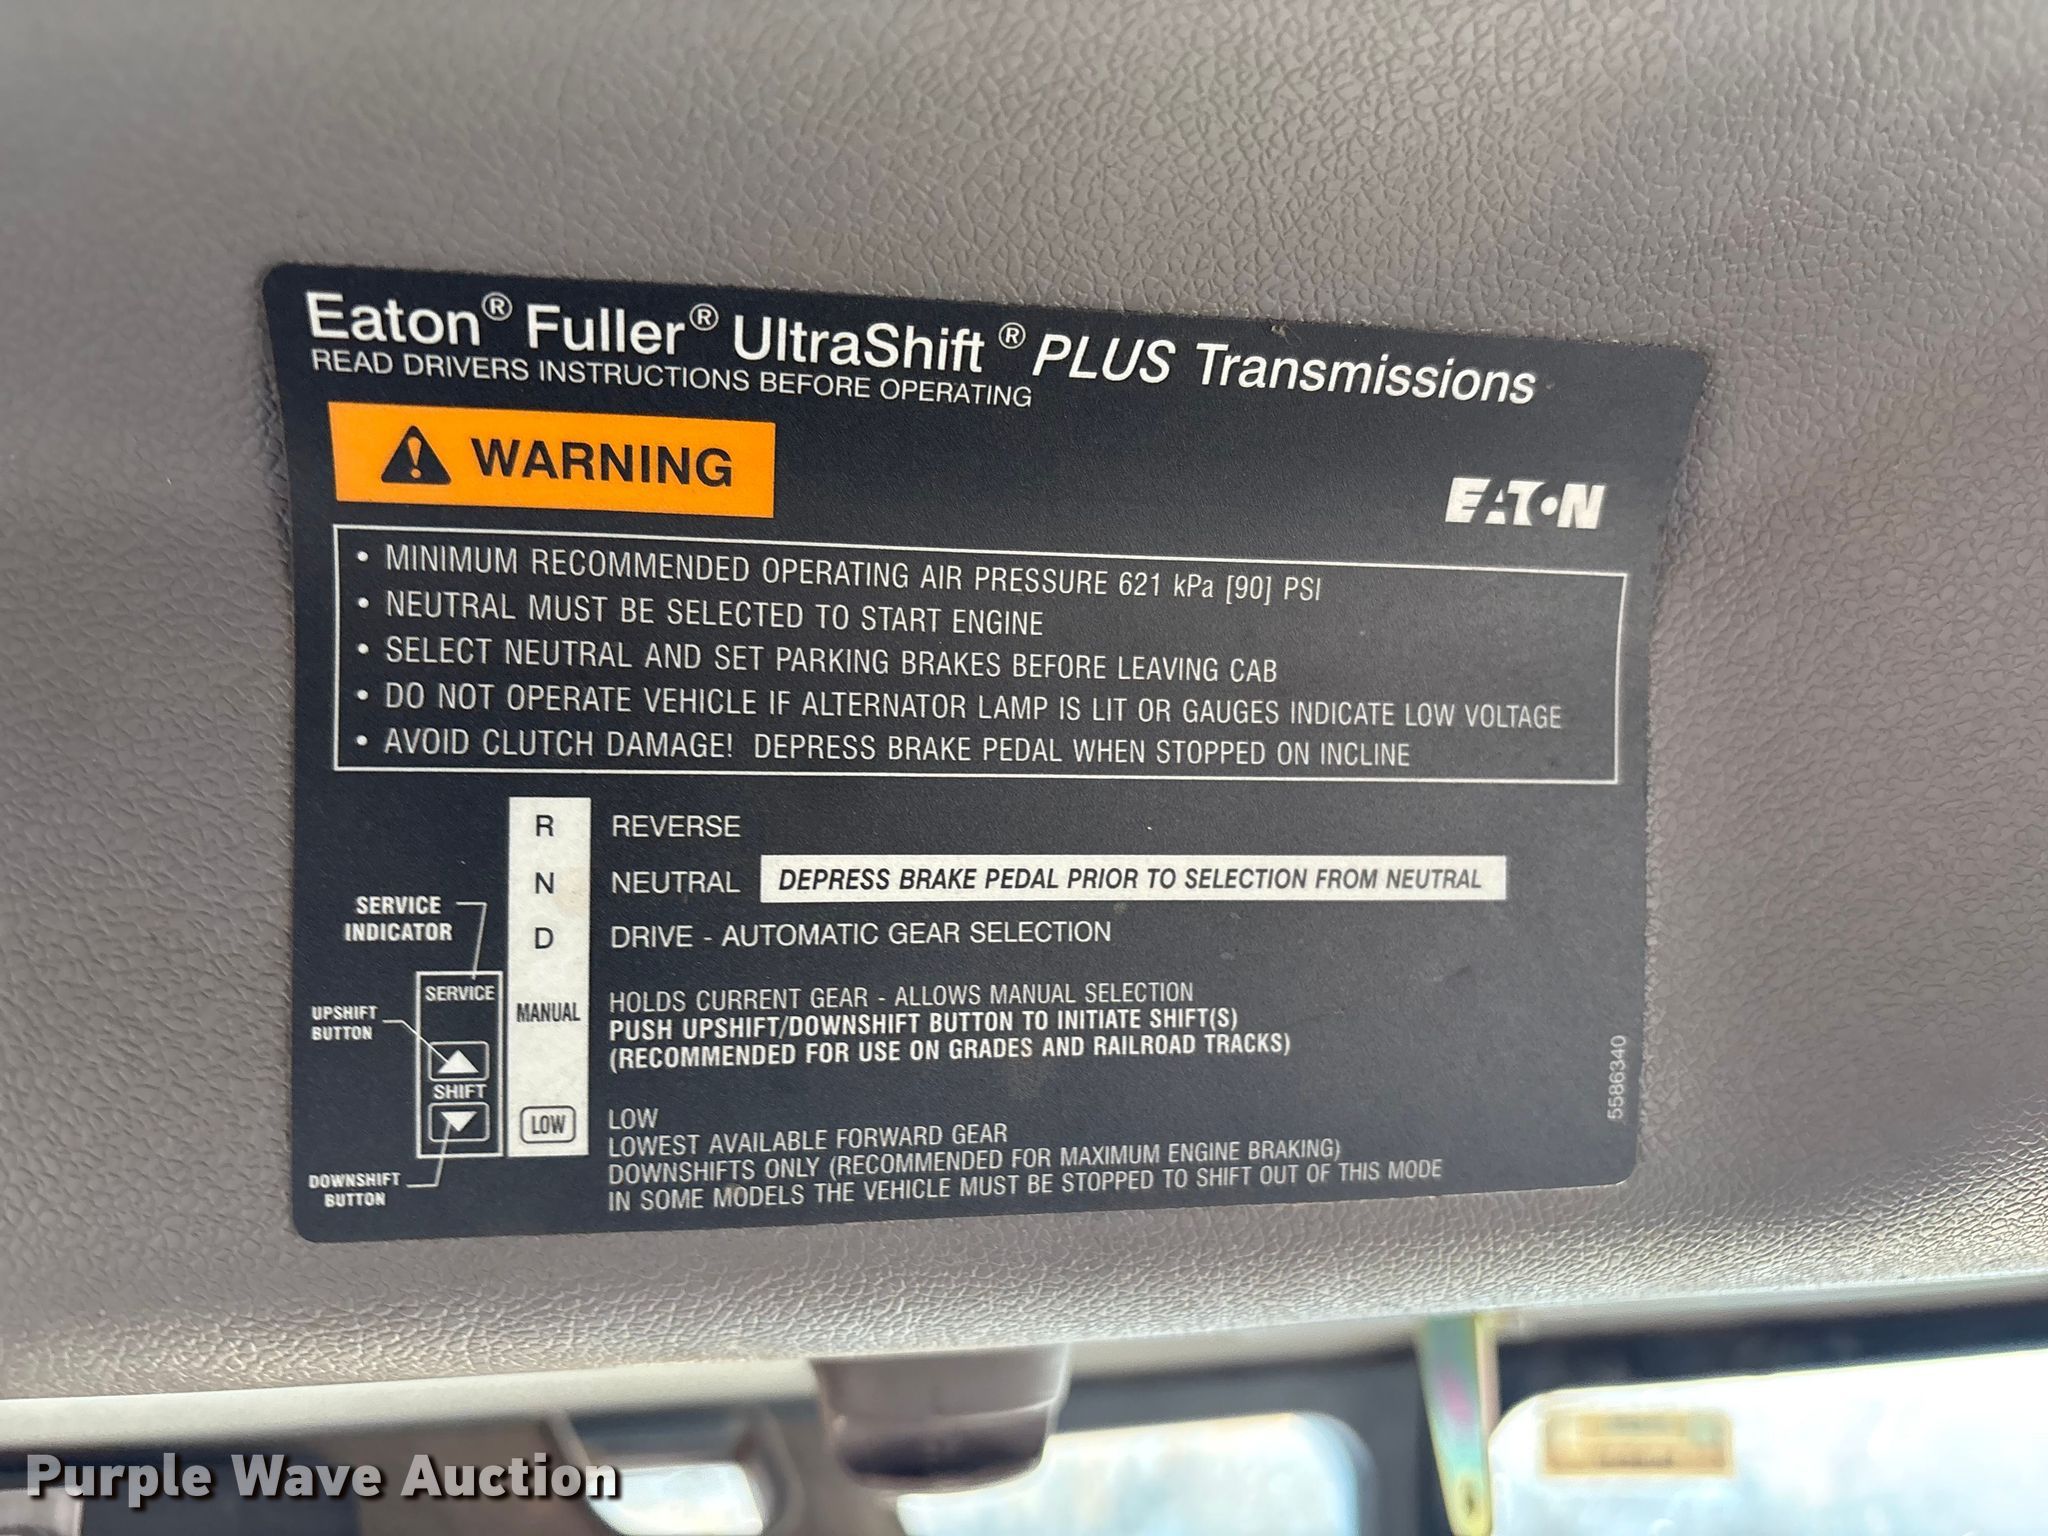 Eaton® Fuller® UltraShift® PLUS Transmissions
READ DRIVERS INSTRUCTIONS BEFORE OPERATING
WARNING
EATON
• MINIMUM RECOMMENDED OPERATING AIR PRESSURE 621 kPa [90] PSI
• NEUTRAL MUST BE SELECTED TO START ENGINE
• SELECT NEUTRAL AND SET PARKING BRAKES BEFORE LEAVING CAB
• DO NOT OPERATE VEHICLE IF ALTERNATOR LAMP IS LIT OR GAUGES INDICATE LOW VOLTAGE
• AVOID CLUTCH DAMAGE! DEPRESS BRAKE PEDAL WHEN STOPPED ON INCLINE
R REVERSE
N NEUTRAL DEPRESS BRAKE PEDAL PRIOR TO SELECTION FROM NEUTRAL
D DRIVE - AUTOMATIC GEAR SELECTION
SERVICE
INDICATOR
SERVICE
UPSHIFT
BUTTON
SHIFT
DOWNSHIFT
BUTTON
MANUAL
HOLDS CURRENT GEAR - ALLOWS MANUAL SELECTION
PUSH UPSHIFT/DOWNSHIFT BUTTON TO INITIATE SHIFT(S)
(RECOMMENDED FOR USE ON GRADES AND RAILROAD TRACKS)
LOW
LOW
LOWEST AVAILABLE FORWARD GEAR
DOWNSHIFTS ONLY (RECOMMENDED FOR MAXIMUM ENGINE BRAKING)
IN SOME MODELS THE VEHICLE MUST BE STOPPED TO SHIFT OUT OF THIS MODE
5586340
Purple Wave Auction